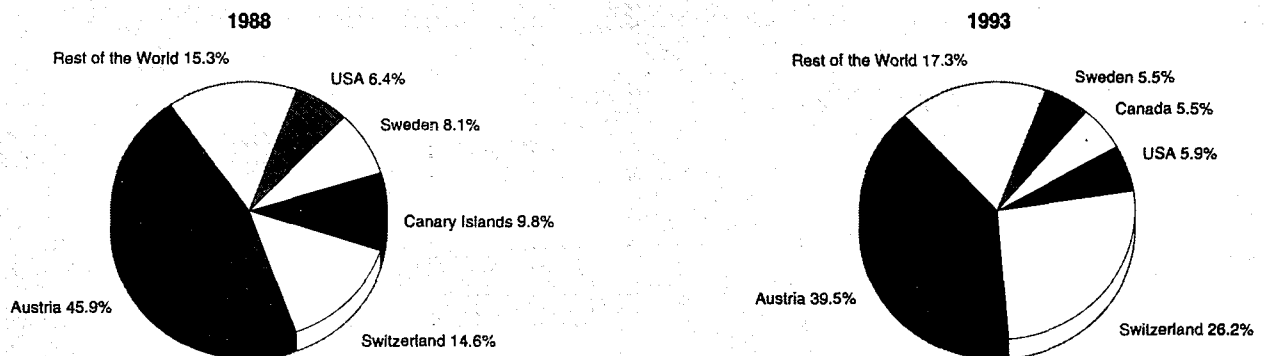 1988
Rest of the World 15.3%
USA 6.4%
Sweden 8.1%
Canary Islands 9.8%
Austria 45.9%
Switzerland 14.6%
1993
Rest of the World 17.3%
Sweden 5.5%
Canada 5.5%
USA 5.9%
Austria 39.5%
Switzerland 26.2%